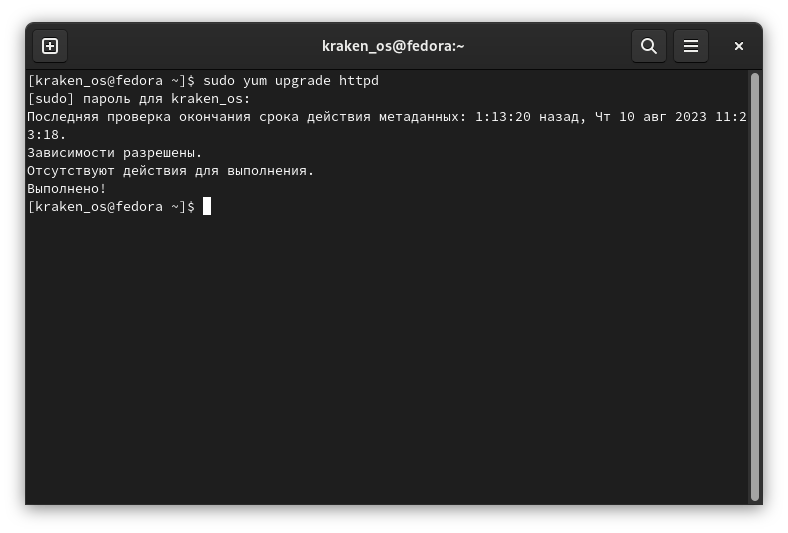 kraken_os@fedora:~
[kraken_os@fedora ~]$ sudo yum upgrade httpd
[sudo] пароль для kraken_os:
Последняя проверка окончания срока действия метаданных: 1:13:20 назад, Чт 10 авг 2023 11:2
3:18.
Зависимости разрешены.
Отсутствуют действия для выполнения.
Выполнено!
[kraken_os@fedora ~]$